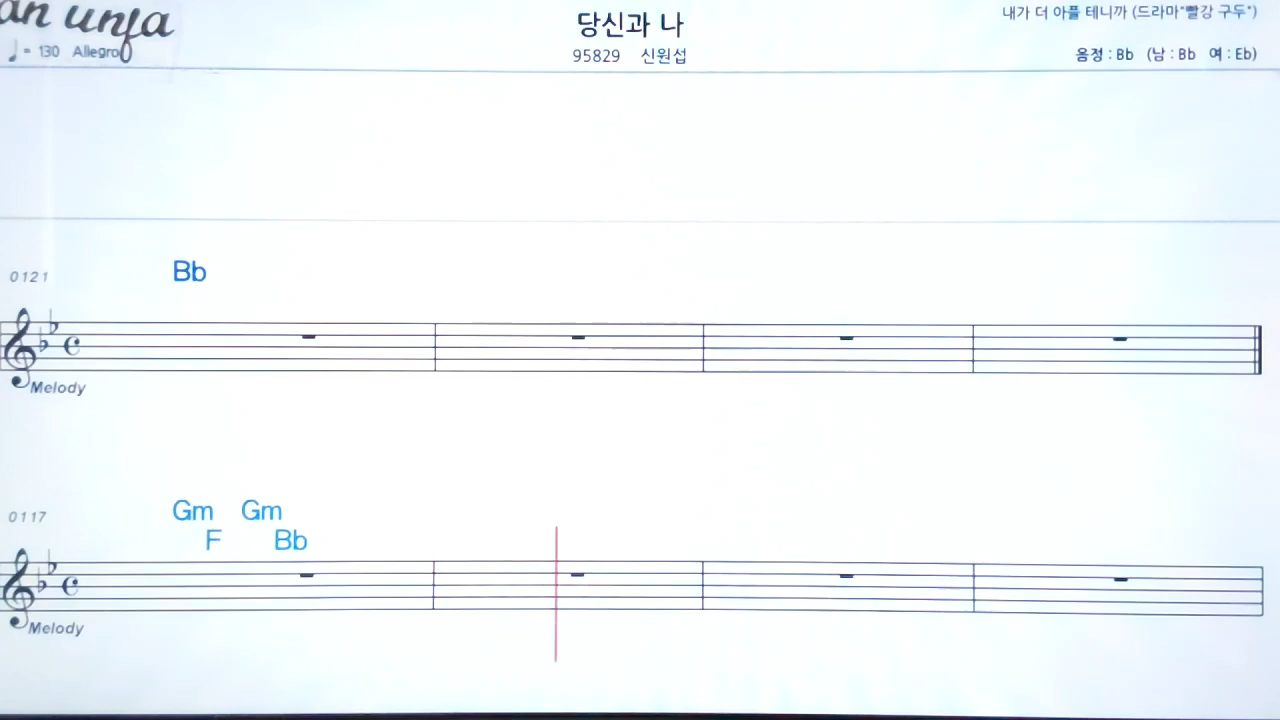 당신과 나
내가 더 아플 테니까 (드라마"빨강 구두")
= 130 Allegro
95829 신원섭
음정 : Bb (남 : Bb 여 : Eb)
0121 Bb
Melody
0117 Gm Gm
F Bb
Melody